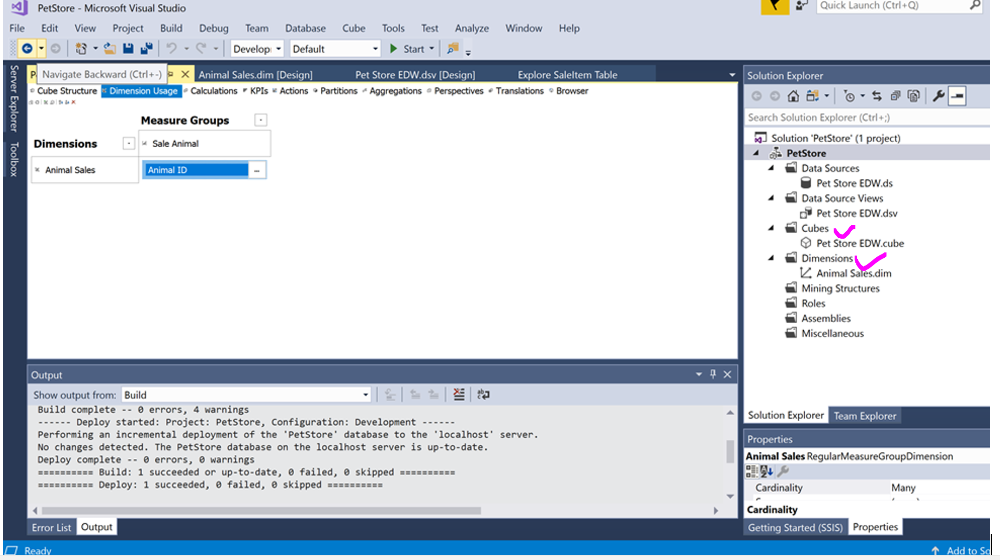 PetStore - Microsoft Visual Studio
Quick Launch (Ctrl+Q)
File Edit View Project Build Debug Team Database Cube Tools Test Analyze Window Help
Develop Default Start
Server Explorer
Toolbox
P Navigate Backward (Ctrl+-) Animal Sales.dim [Design] Pet Store EDW.dsv [Design] Explore SaleItem Table
Cube Structure Dimension Usage Calculations KPIs Actions Partitions Aggregations Perspectives Translations Browser
Measure Groups
Dimensions Sale Animal
Animal Sales Animal ID ...
Output
Show output from: Build
Build complete -- 0 errors, 4 warnings
------ Deploy started: Project: PetStore, Configuration: Development ------
Performing an incremental deployment of the 'PetStore' database to the 'localhost' server.
No changes detected. The PetStore database on the localhost server is up-to-date.
Deploy complete -- 0 errors, 0 warnings
========== Build: 1 succeeded or up-to-date, 0 failed, 0 skipped ==========
========== Deploy: 1 succeeded, 0 failed, 0 skipped ==========
Error List Output
Ready
Solution Explorer
Search Solution Explorer (Ctrl+;)
Solution 'PetStore' (1 project)
PetStore
Data Sources
Pet Store EDW.ds
Data Source Views
Pet Store EDW.dsv
Cubes
Pet Store EDW.cube
Dimensions
Animal Sales.dim
Mining Structures
Roles
Assemblies
Miscellaneous
Solution Explorer Team Explorer
Properties
Animal Sales RegularMeasureGroupDimension
Cardinality Many
Cardinality
Getting Started (SSIS) Properties
Add to So